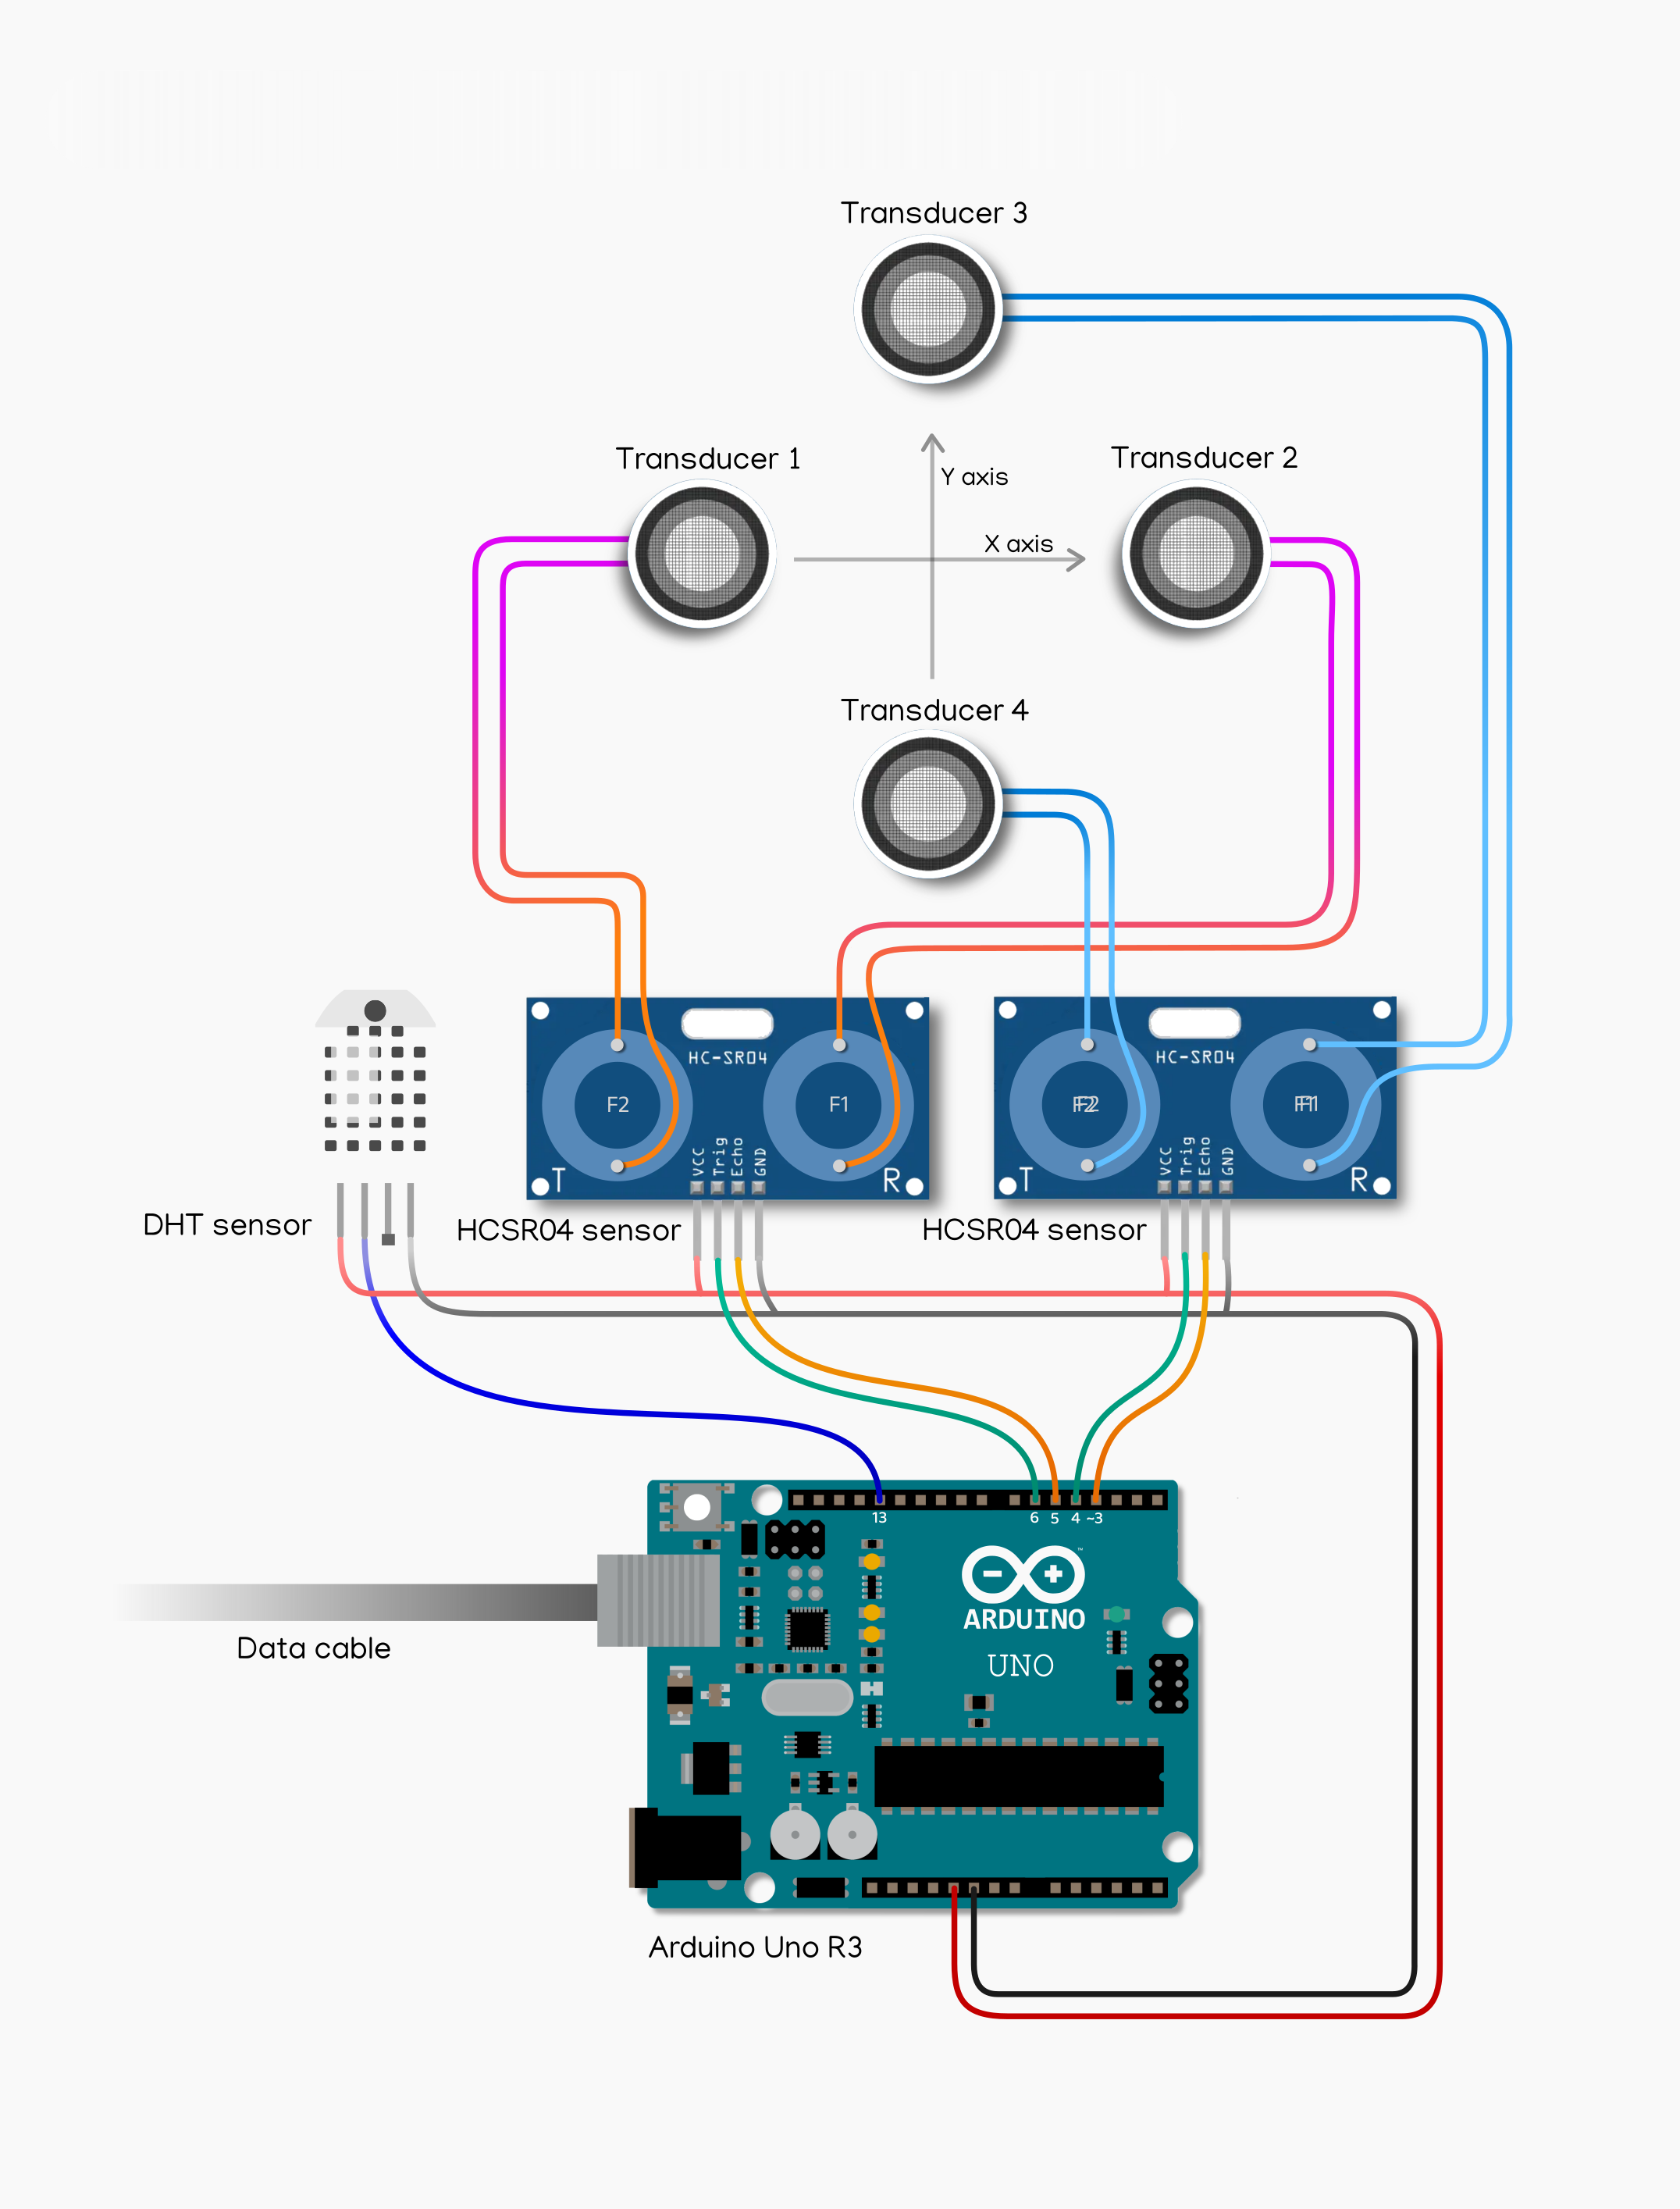 Transducer 3
Transducer 1
Transducer 2
Y axis
X axis
Transducer 4
HC-SR04
HC-SR04
F2
F1
F2
F1
VCC
Trig
Echo
GND
VCC
Trig
Echo
GND
T
R
T
R
DHT sensor
HCSR04 sensor
HCSR04 sensor
13
6
5
4
~3
TM
ARDUINO
UNO
Data cable
Arduino Uno R3